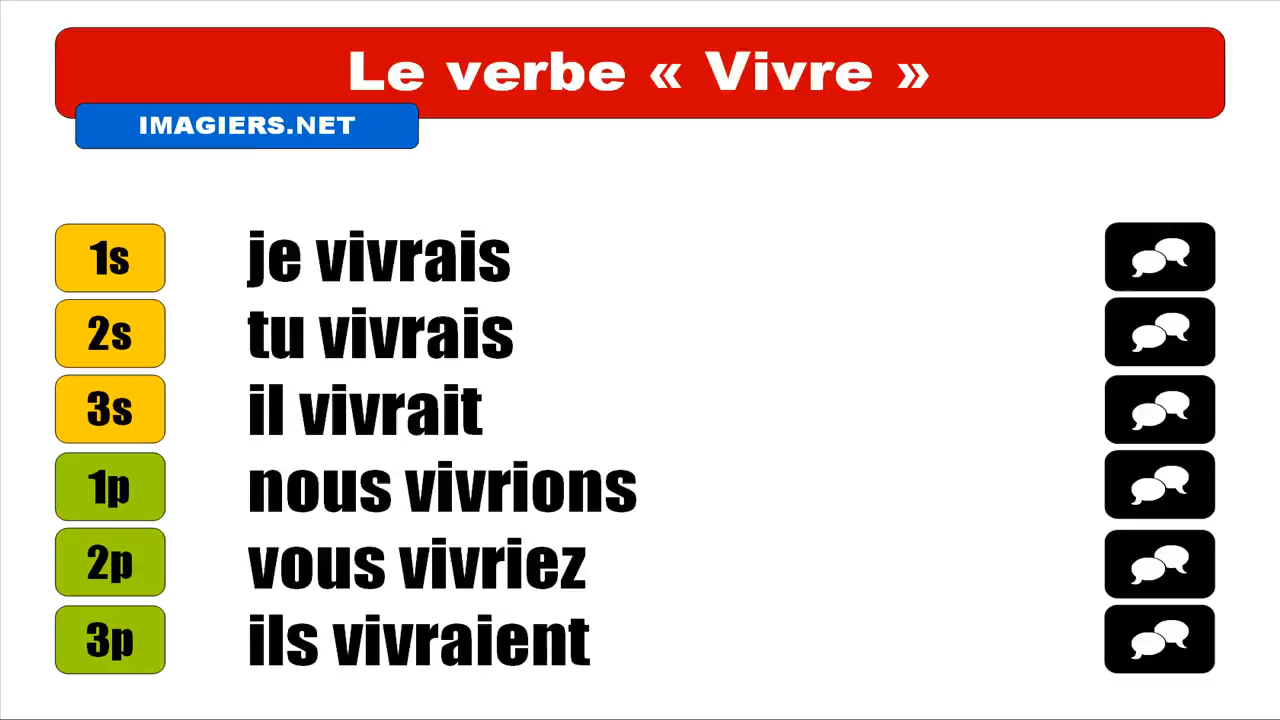 Le verbe « Vivre »
IMAGIERS.NET
1s je vivrais
2s tu vivrais
3s il vivrait
1p nous vivrions
2p vous vivriez
3p ils vivraient